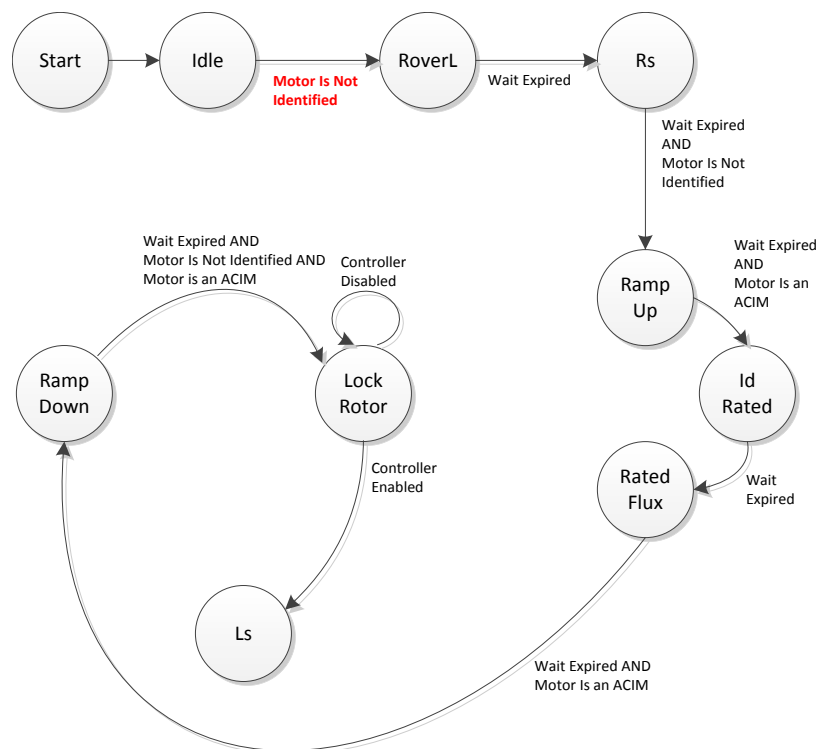 Start
Idle
RoverL
Rs
Motor Is Not
Identified
Wait Expired
Wait Expired
AND
Motor Is Not
Identified
Wait Expired AND
Motor Is Not Identified AND
Motor is an ACIM
Controller
Disabled
Ramp
Up
Wait Expired
AND
Motor Is an
ACIM
Ramp
Down
Lock
Rotor
Id
Rated
Controller
Enabled
Rated
Flux
Wait
Expired
Ls
Wait Expired AND
Motor Is an ACIM